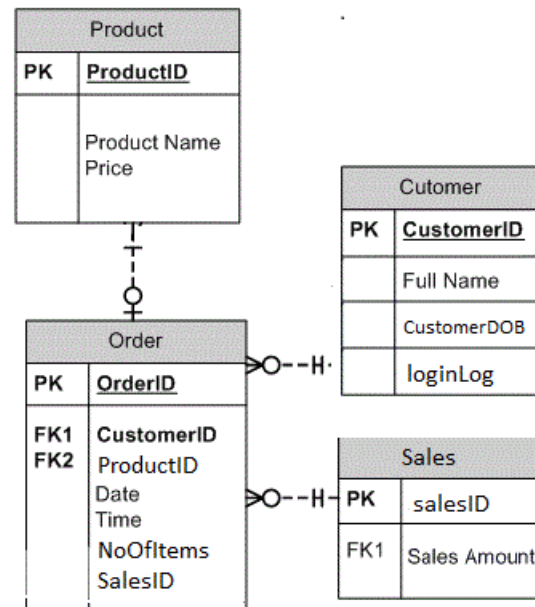 Product
PK ProductID
Product Name
Price
Cutomer
PK CustomerID
Full Name
CustomerDOB
loginLog
Order
PK OrderID
FK1 CustomerID
FK2 ProductID
Date
Time
NoOfItems
SalesID
Sales
PK salesID
FK1 Sales Amount